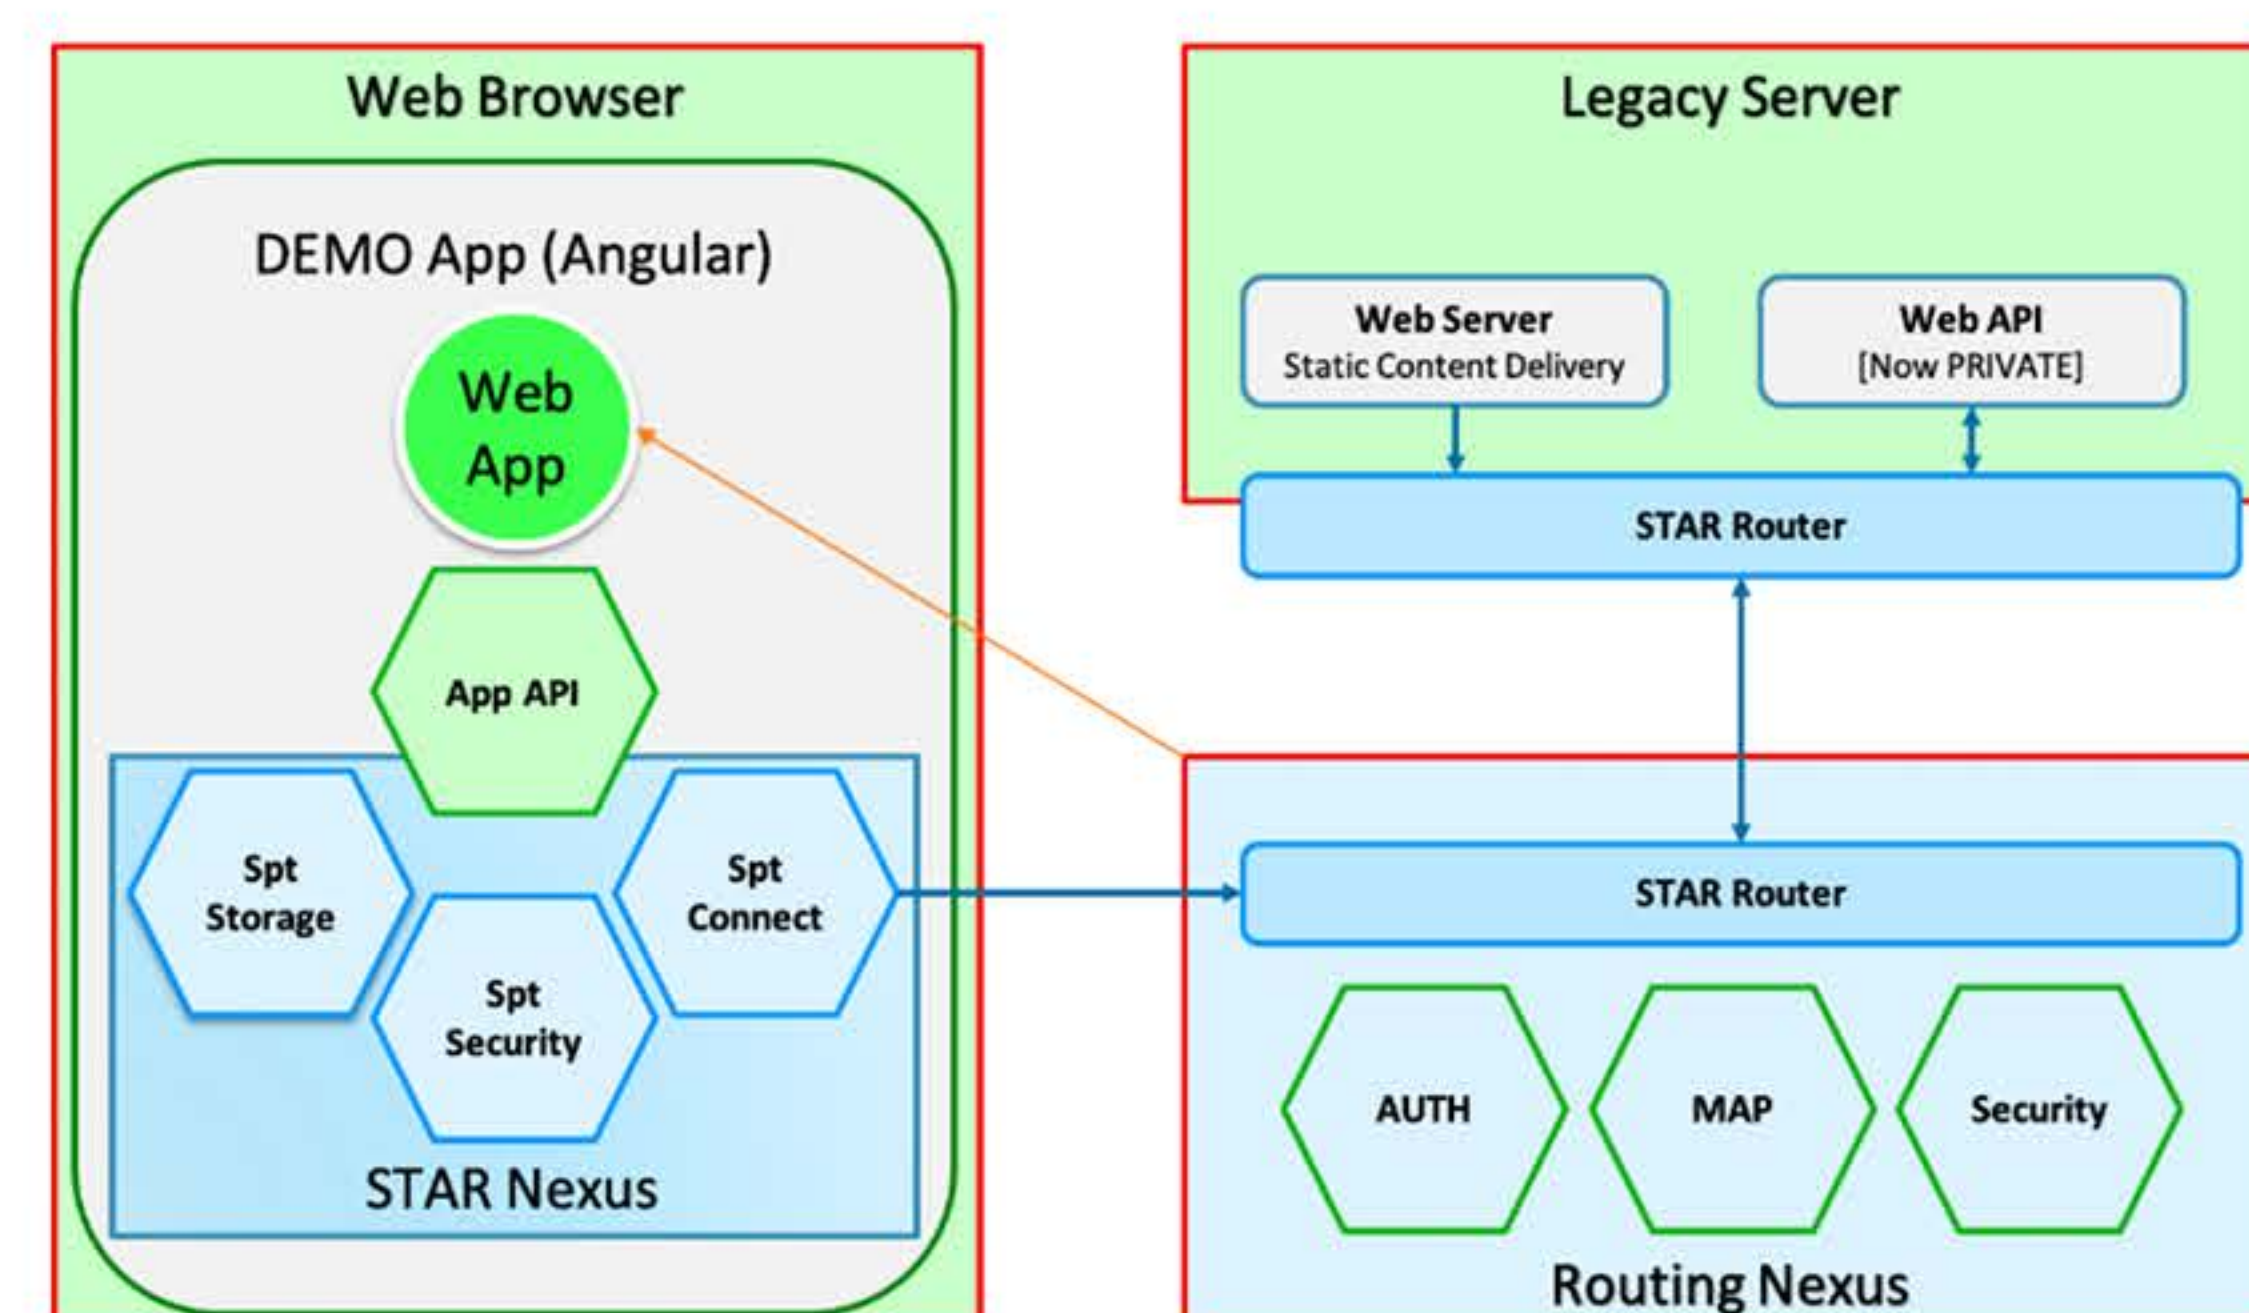 Web Browser
DEMO App (Angular)
Web
App
App API
Spt
Storage
Spt
Security
Spt
Connect
STAR Nexus
Legacy Server
Web Server
Static Content Delivery
Web API
[Now PRIVATE]
STAR Router
STAR Router
AUTH
MAP
Security
Routing Nexus